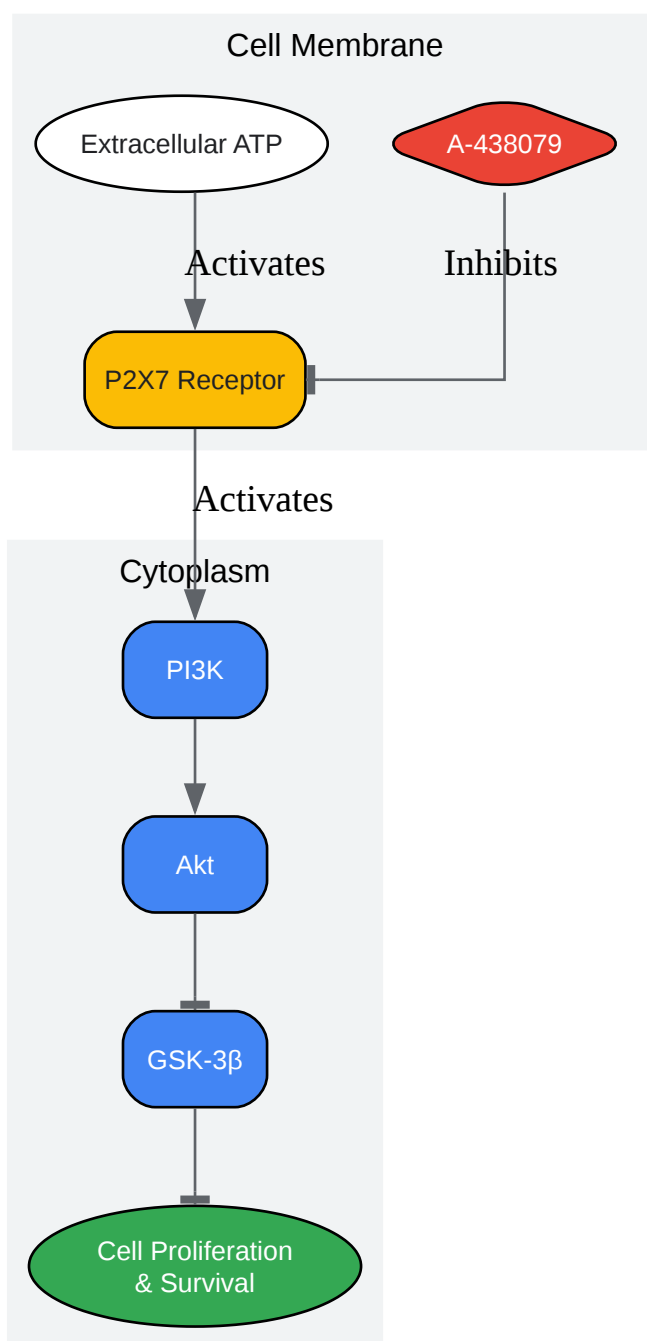 Cell Membrane
Extracellular ATP
A-438079
Activates
Inhibits
P2X7 Receptor
Activates
Cytoplasm
PI3K
Akt
GSK-3β
Cell Proliferation
& Survival